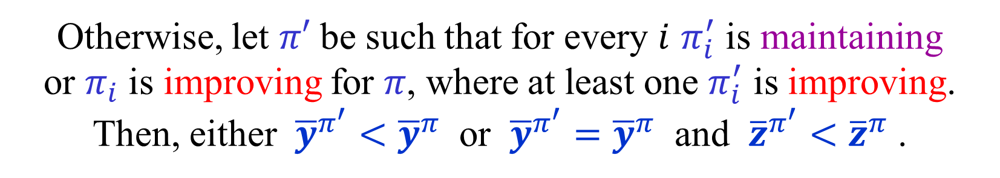 Otherwise, let π′ be such that for every i π′ᵢ is maintaining
or πᵢ is improving for π, where at least one π′ᵢ is improving.
Then, either y̅^π′ < y̅^π or y̅^π′ = y̅^π and z̅^π′ < z̅^π .